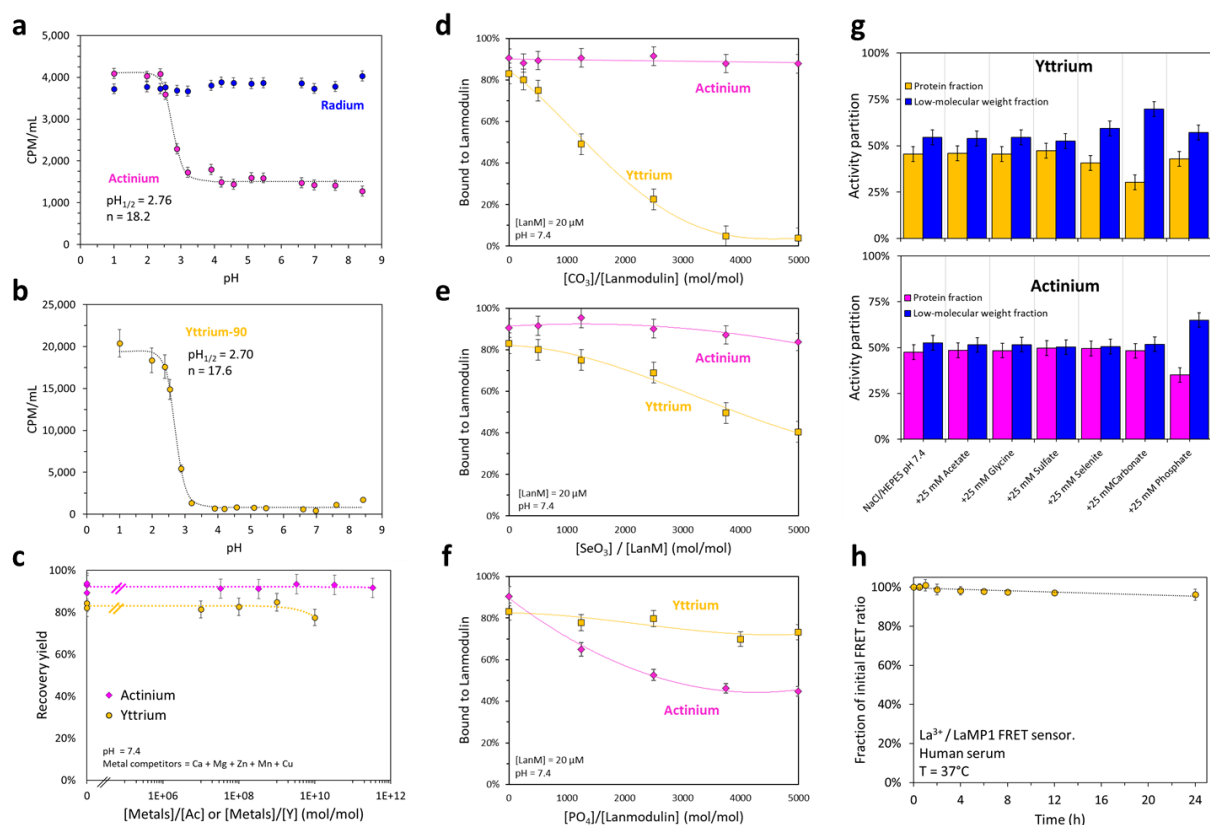 a
5,000
4,000
3,000
2,000
1,000
0
CPM/mL
Radium
Actinium
pH1/2 = 2.76
n = 18.2
0 1 2 3 4 5 6 7 8 9
pH
b
25,000
20,000
15,000
10,000
5,000
0
CPM/mL
Yttrium-90
pH1/2 = 2.70
n = 17.6
0 1 2 3 4 5 6 7 8 9
pH
c
100%
80%
60%
40%
20%
0%
Recovery yield
Actinium
Yttrium
pH = 7.4
Metal competitors = Ca + Mg + Zn + Mn + Cu
0 1E+06 1E+08 1E+10 1E+12
[Metals]/[Ac] or [Metals]/[Y] (mol/mol)
d
100%
90%
80%
70%
60%
50%
40%
30%
20%
10%
0%
Bound to Lanmodulin
Actinium
Yttrium
[LanM] = 20 µM
pH = 7.4
0 1000 2000 3000 4000 5000
[CO3]/[Lanmodulin] (mol/mol)
e
100%
80%
60%
40%
20%
0%
Bound to Lanmodulin
Actinium
Yttrium
[LanM] = 20 µM
pH = 7.4
0 1000 2000 3000 4000 5000
[SeO3] / [LanM] (mol/mol)
f
100%
80%
60%
40%
20%
0%
Bound to Lanmodulin
Yttrium
Actinium
[LanM] = 20 µM
pH = 7.4
0 1000 2000 3000 4000 5000
[PO4]/[Lanmodulin] (mol/mol)
g
100%
75%
50%
25%
0%
Activity partition
Yttrium
Protein fraction
Low-molecular weight fraction
100%
75%
50%
25%
0%
Activity partition
Actinium
Protein fraction
Low-molecular weight fraction
NaCl/HEPES pH 7.4
+25 mM Acetate
+25 mM Glycine
+25 mM Sulfate
+25 mM Selenite
+25 mMCarbonate
+25 mM Phosphate
h
100%
80%
60%
40%
20%
0%
Fraction of initial FRET ratio
La3+ / LaMP1 FRET sensor.
Human serum
T = 37°C
0 4 8 12 16 20 24
Time (h)